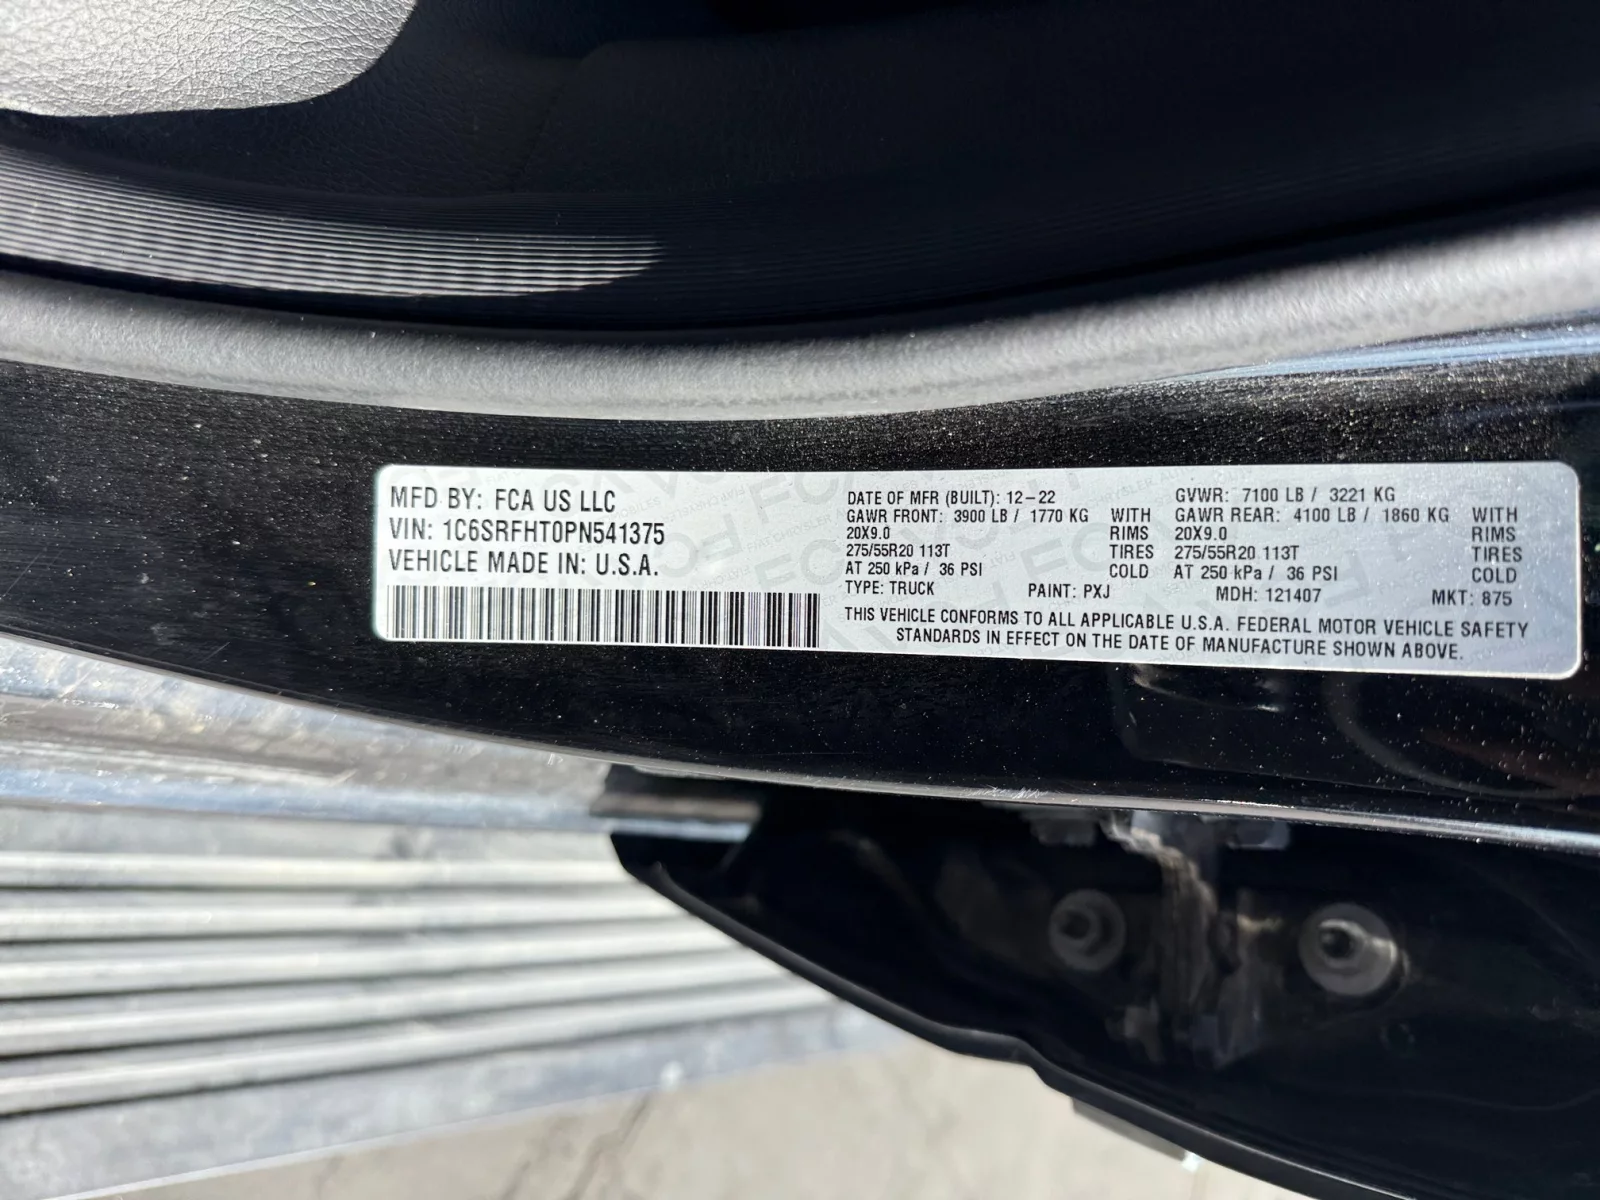 MFD BY: FCA US LLC
VIN: 1C6SRFHT0PN541375
VEHICLE MADE IN: U.S.A.
DATE OF MFR (BUILT): 12-22 GVWR: 7100 LB / 3221 KG
GAWR FRONT: 3900 LB / 1770 KG WITH GAWR REAR: 4100 LB / 1860 KG WITH
20X9.0 RIMS 20X9.0 RIMS
275/55R20 113T TIRES 275/55R20 113T TIRES
AT 250 kPa / 36 PSI COLD AT 250 kPa / 36 PSI COLD
TYPE: TRUCK PAINT: PXJ MDH: 121407 MKT: 875
THIS VEHICLE CONFORMS TO ALL APPLICABLE U.S.A. FEDERAL MOTOR VEHICLE SAFETY
STANDARDS IN EFFECT ON THE DATE OF MANUFACTURE SHOWN ABOVE.